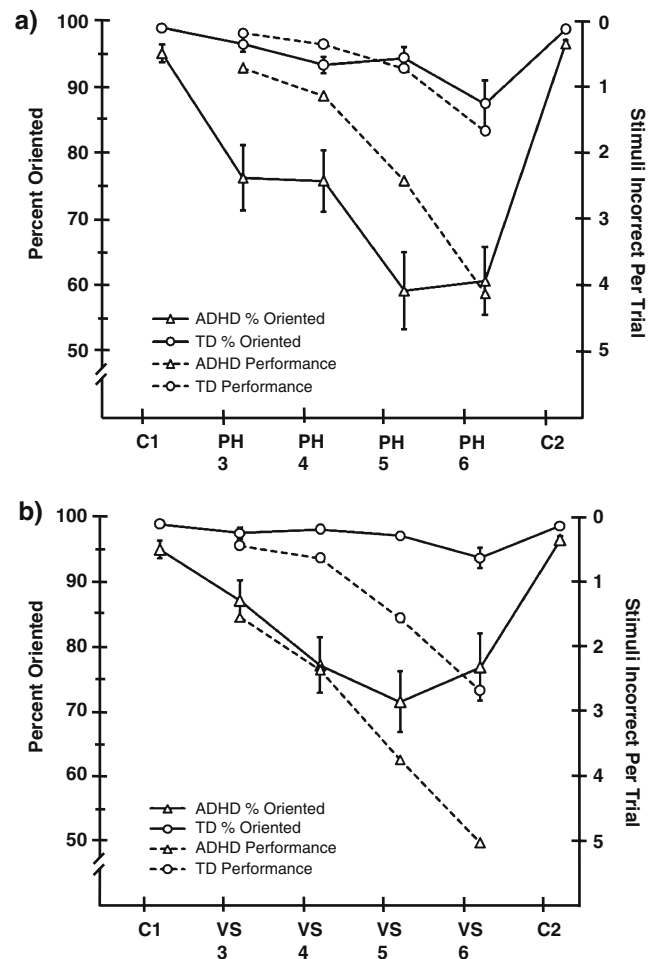 a)
100
90
80
70
60
50
Percent Oriented
0
1
2
3
4
5
Stimuli Incorrect Per Trial
ADHD % Oriented
TD % Oriented
ADHD Performance
TD Performance
C1 PH PH PH PH C2
3 4 5 6
b)
100
90
80
70
60
50
Percent Oriented
0
1
2
3
4
5
Stimuli Incorrect Per Trial
ADHD % Oriented
TD % Oriented
ADHD Performance
TD Performance
C1 VS VS VS VS C2
3 4 5 6